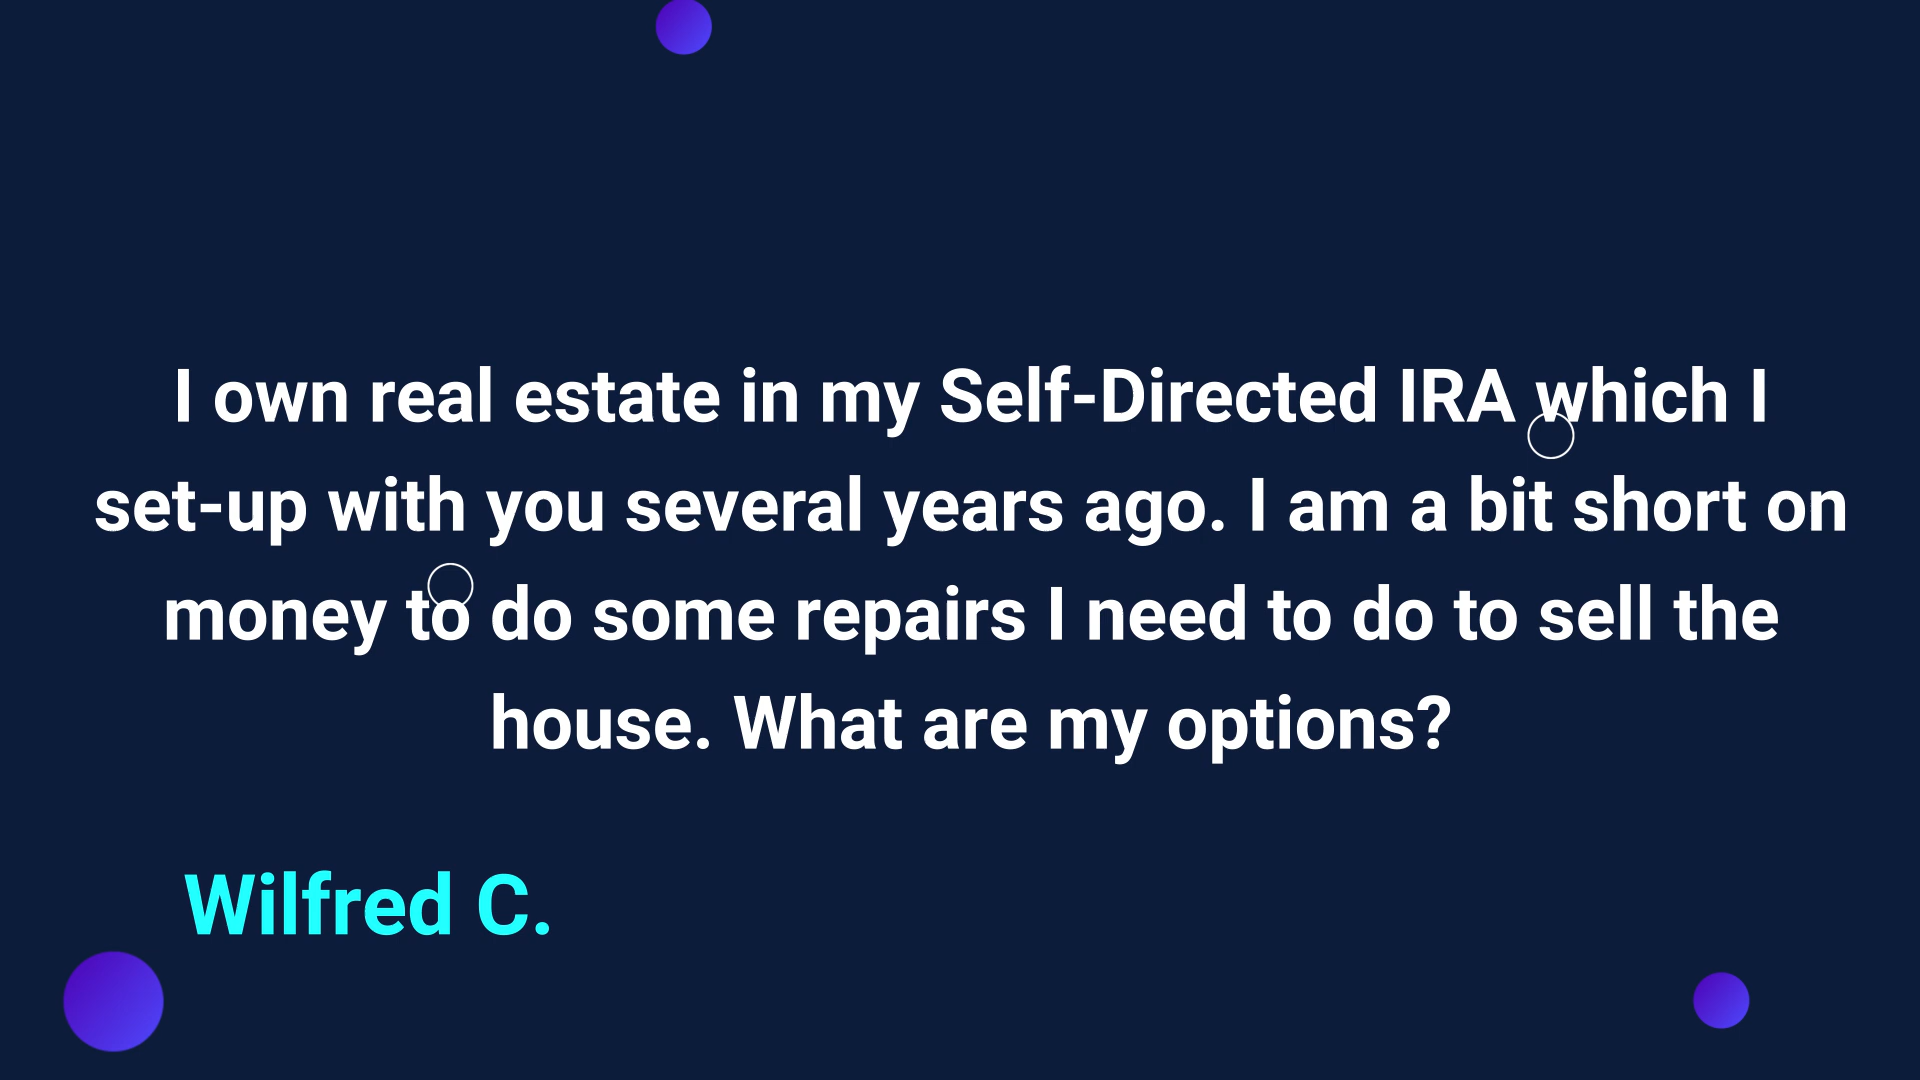 I own real estate in my Self-Directed IRA which I
set-up with you several years ago. I am a bit short on
money to do some repairs I need to do to sell the
house. What are my options?
Wilfred C.